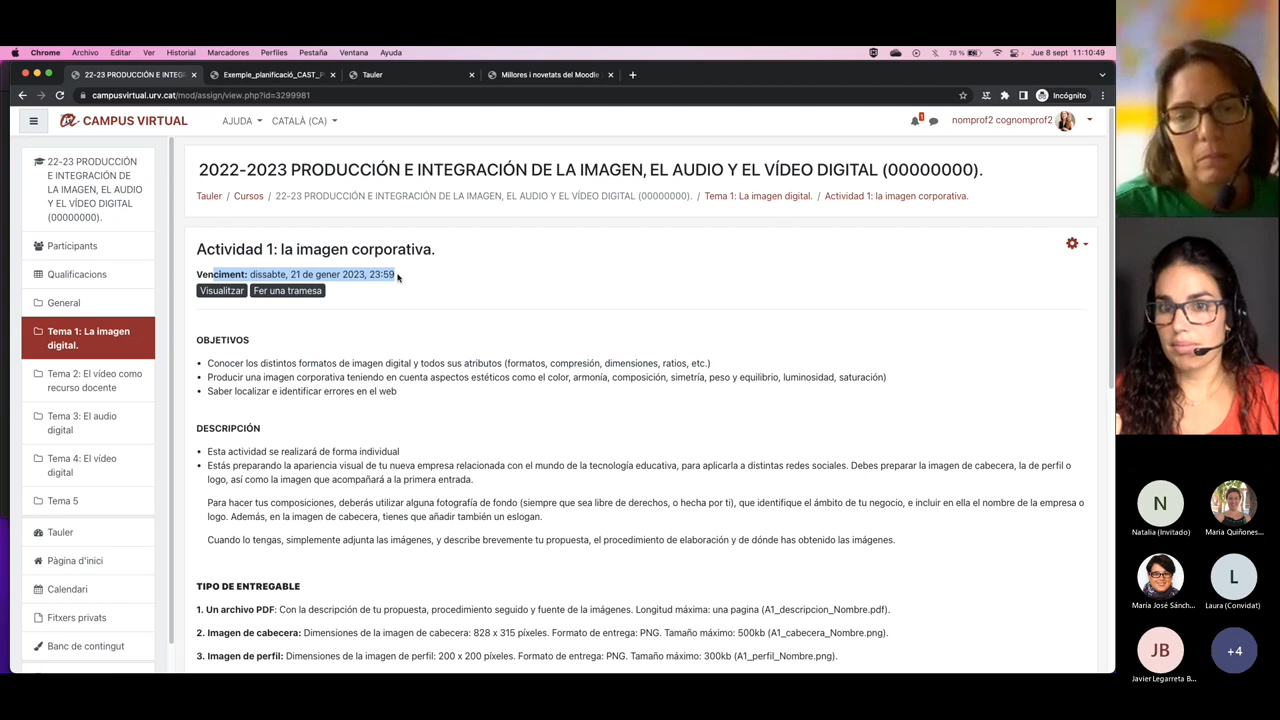 Chrome Archivo Editar Ver Historial Marcadores Perfiles Pestaña Ventana Ayuda 78 % Jue 8 sept 11:10:49
22-23 PRODUCCIÓN E INTEGR Exemple_planificació_CAST_P Tauler Millores i novetats del Moodle
campusvirtual.urv.cat/mod/assign/view.php?id=3299981 Incógnito
CAMPUS VIRTUAL AJUDA CATALÀ (CA) 1 nomprof2 cognomprof2
22-23 PRODUCCIÓN
E INTEGRACIÓN DE
LA IMAGEN, EL AUDIO
Y EL VÍDEO DIGITAL
(00000000).
Participants
Qualificacions
General
Tema 1: La imagen
digital.
Tema 2: El vídeo como
recurso docente
Tema 3: El audio
digital
Tema 4: El vídeo
digital
Tema 5
Tauler
Pàgina d'inici
Calendari
Fitxers privats
Banc de contingut
2022-2023 PRODUCCIÓN E INTEGRACIÓN DE LA IMAGEN, EL AUDIO Y EL VÍDEO DIGITAL (00000000).
Tauler / Cursos / 22-23 PRODUCCIÓN E INTEGRACIÓN DE LA IMAGEN, EL AUDIO Y EL VÍDEO DIGITAL (00000000). / Tema 1: La imagen digital. / Actividad 1: la imagen corporativa.
Actividad 1: la imagen corporativa.
Venciment: dissabte, 21 de gener 2023, 23:59
Visualitzar Fer una tramesa
OBJETIVOS
• Conocer los distintos formatos de imagen digital y todos sus atributos (formatos, compresión, dimensiones, ratios, etc.)
• Producir una imagen corporativa teniendo en cuenta aspectos estéticos como el color, armonía, composición, simetría, peso y equilibrio, luminosidad, saturación)
• Saber localizar e identificar errores en el web
DESCRIPCIÓN
• Esta actividad se realizará de forma individual
• Estás preparando la apariencia visual de tu nueva empresa relacionada con el mundo de la tecnología educativa, para aplicarla a distintas redes sociales. Debes preparar la imagen de cabecera, la de perfil o
logo, así como la imagen que acompañará a la primera entrada.
Para hacer tus composiciones, deberás utilizar alguna fotografía de fondo (siempre que sea libre de derechos, o hecha por ti), que identifique el ámbito de tu negocio, e incluir en ella el nombre de la empresa o
logo. Además, en la imagen de cabecera, tienes que añadir también un eslogan.
Cuando lo tengas, simplemente adjunta las imágenes, y describe brevemente tu propuesta, el procedimiento de elaboración y de dónde has obtenido las imágenes.
TIPO DE ENTREGABLE
1. Un archivo PDF: Con la descripción de tu propuesta, procedimiento seguido y fuente de la imágenes. Longitud máxima: una pagina (A1_descripcion_Nombre.pdf).
2. Imagen de cabecera: Dimensiones de la imagen de cabecera: 828 x 315 píxeles. Formato de entrega: PNG. Tamaño máximo: 500kb (A1_cabecera_Nombre.png).
3. Imagen de perfil: Dimensiones de la imagen de perfil: 200 x 200 píxeles. Formato de entrega: PNG. Tamaño máximo: 300kb (A1_perfil_Nombre.png).
N
Natalia (Invitado) Maria Quiñones...
L
María José Sánch... Laura (Convidat)
JB +4
Javier Legarreta B...